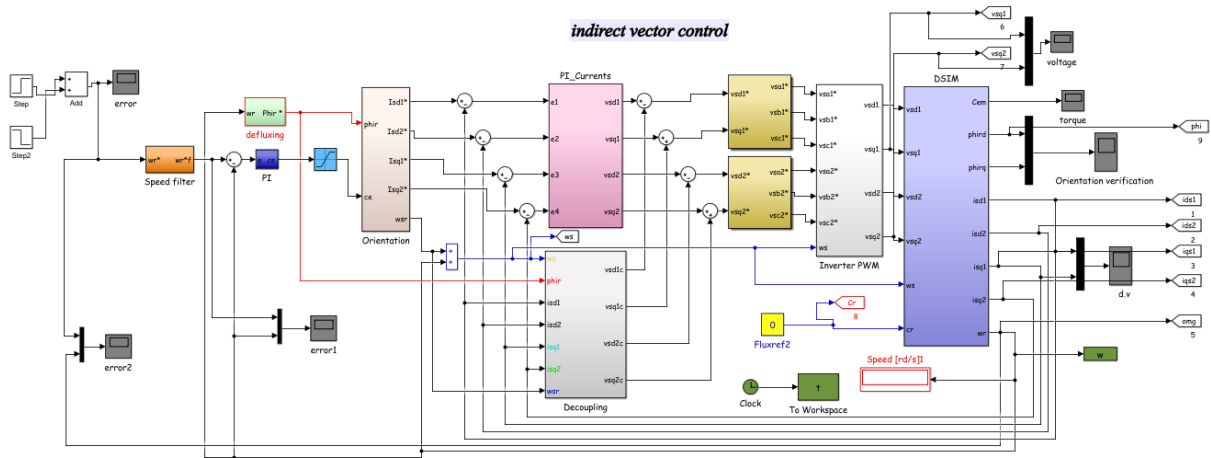 indirect vector control
Step
Step2
Add
error
wr Phir*
defluxing
wr* wr*f
Speed filter
e ce
PI
phir
ce
Isd1*
Isd2*
Isq1*
Isq2*
wsr
Orientation
PI_Currents
e1
e2
e3
e4
vsd1
vsq1
vsd2
vsq2
ws
ws
phir
isd1
isd2
isq1
isq2
wsr
vsd1c
vsq1c
vsd2c
vsq2c
Decoupling
vsd1*
vsq1*
vsa1*
vsb1*
vsc1*
vsd2*
vsq2*
vsa2*
vsb2*
vsc2*
vsa1*
vsb1*
vsc1*
vsa2*
vsb2*
vsc2*
ws
vsd1
vsq1
vsd2
vsq2
Inverter PWM
DSIM
vsd1
vsq1
vsd2
vsq2
ws
cr
Cem
phird
phirq
isd1
isd2
isq1
isq2
wr
vsq1
6
vsq2
7
voltage
torque
Orientation verification
phi
9
ids1
1
ids2
2
iqs1
3
iqs2
4
omg
5
d.v
w
Cr
8
0
Fluxref2
Speed [rd/s]1
Clock
t
To Workspace
error1
error2